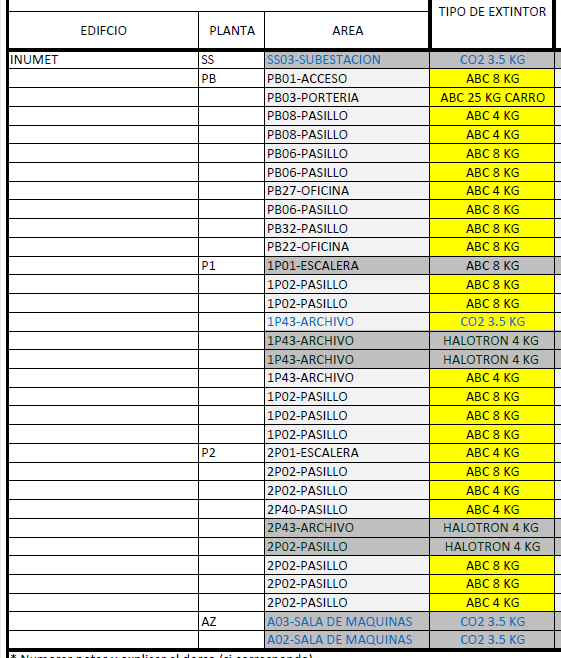 TIPO DE EXTINTOR
EDIFCIO PLANTA AREA
INUMET SS SS03-SUBESTACION CO2 3.5 KG
PB PB01-ACCESO ABC 8 KG
PB03-PORTERIA ABC 25 KG CARRO
PB08-PASILLO ABC 4 KG
PB08-PASILLO ABC 4 KG
PB06-PASILLO ABC 8 KG
PB06-PASILLO ABC 8 KG
PB27-OFICINA ABC 4 KG
PB06-PASILLO ABC 8 KG
PB32-PASILLO ABC 8 KG
PB22-OFICINA ABC 8 KG
P1 1P01-ESCALERA ABC 8 KG
1P02-PASILLO ABC 8 KG
1P02-PASILLO ABC 8 KG
1P43-ARCHIVO CO2 3.5 KG
1P43-ARCHIVO HALOTRON 4 KG
1P43-ARCHIVO HALOTRON 4 KG
1P43-ARCHIVO ABC 4 KG
1P02-PASILLO ABC 8 KG
1P02-PASILLO ABC 8 KG
1P02-PASILLO ABC 8 KG
P2 2P01-ESCALERA ABC 4 KG
2P02-PASILLO ABC 8 KG
2P40-PASILLO ABC 4 KG
2P43-ARCHIVO HALOTRON 4 KG
2P02-PASILLO HALOTRON 4 KG
2P02-PASILLO ABC 8 KG
2P02-PASILLO ABC 8 KG
2P02-PASILLO ABC 4 KG
AZ A03-SALA DE MAQUINAS CO2 3.5 KG
A02-SALA DE MAQUINAS CO2 3.5 KG